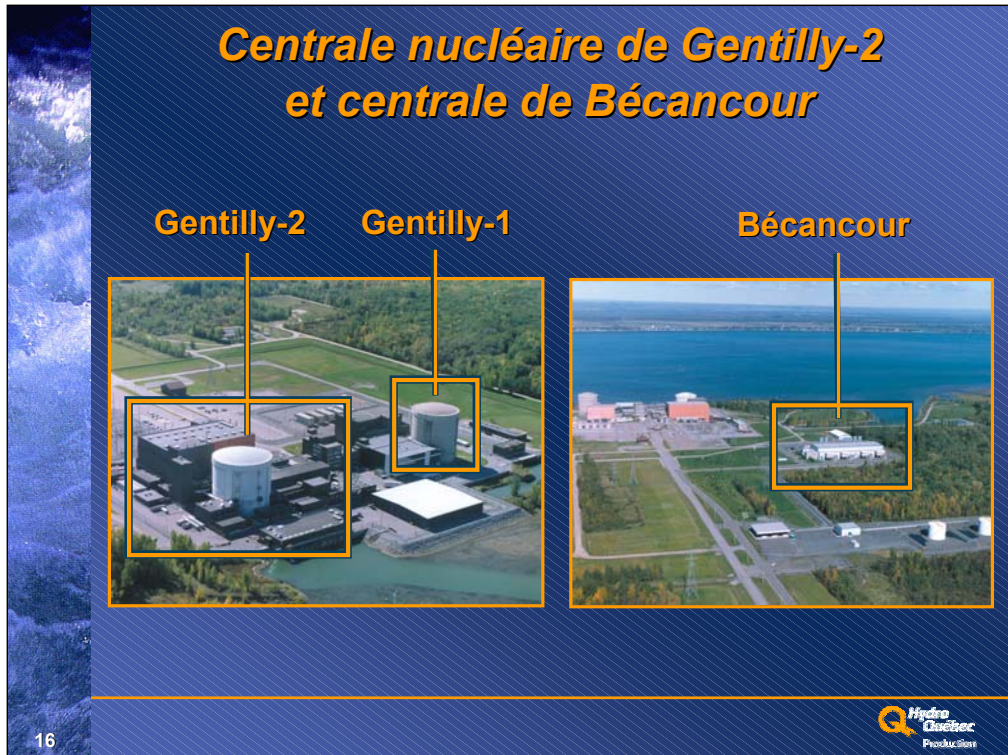 Centrale nucléaire de Gentilly-2
et centrale de Bécancour
Gentilly-2
Gentilly-1
Bécancour
16
Hydro
Québec
Production